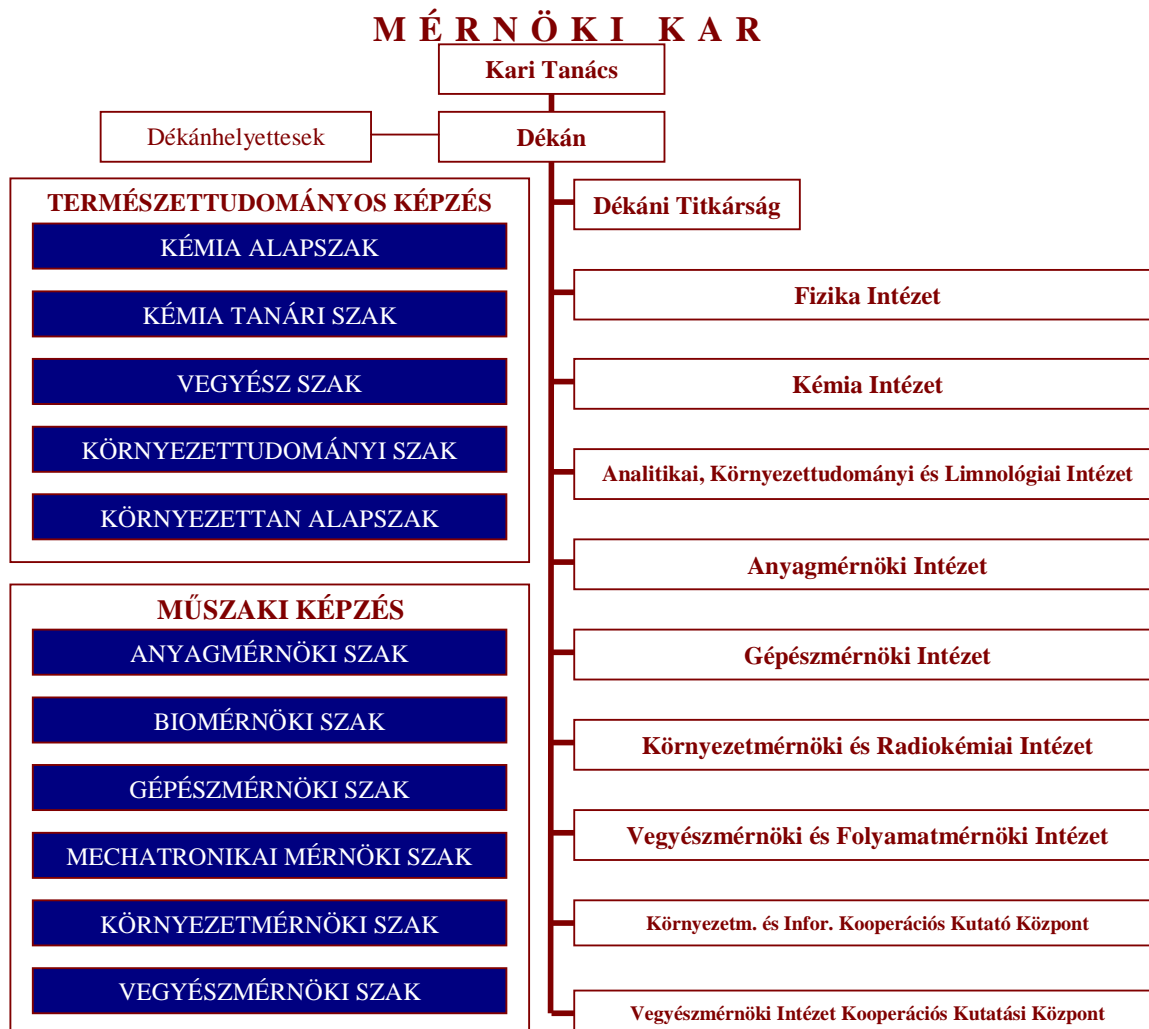 MÉRNÖKI KAR
Kari Tanács
Dékánhelyettesek
Dékán
TERMÉSZETTUDOMÁNYOS KÉPZÉS
KÉMIA ALAPSZAK
KÉMIA TANÁRI SZAK
VEGYÉSZ SZAK
KÖRNYEZETTUDOMÁNYI SZAK
KÖRNYEZETTAN ALAPSZAK
MŰSZAKI KÉPZÉS
ANYAGMÉRNÖKI SZAK
BIOMÉRNÖKI SZAK
GÉPÉSZMÉRNÖKI SZAK
MECHATRONIKAI MÉRNÖKI SZAK
KÖRNYEZETMÉRNÖKI SZAK
VEGYÉSZMÉRNÖKI SZAK
Dékáni Titkárság
Fizika Intézet
Kémia Intézet
Analitikai, Környezettudományi és Limnológiai Intézet
Anyagmérnöki Intézet
Gépészmérnöki Intézet
Környezetmérnöki és Radiokémiai Intézet
Vegyészmérnöki és Folyamatmérnöki Intézet
Környezetm. és Infor. Kooperációs Kutató Központ
Vegyészmérnöki Intézet Kooperációs Kutatási Központ